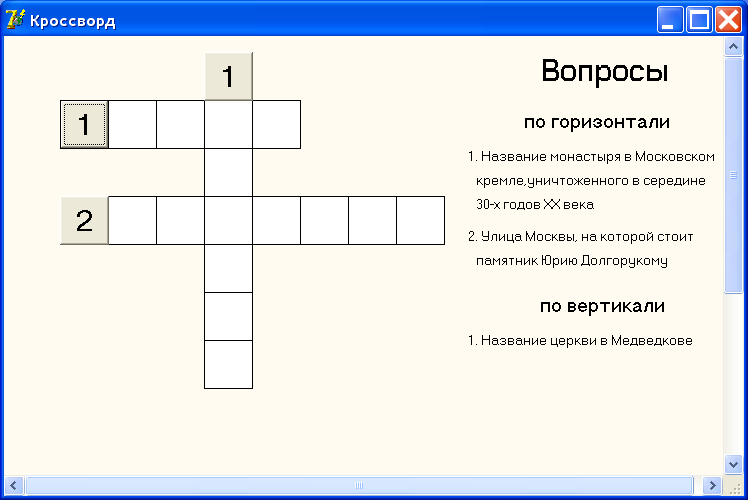 Кроссворд
1
1
2
Вопросы
по горизонтали
1. Название монастыря в Московском
кремле,уничтоженного в середине
30-х годов XX века
2. Улица Москвы, на которой стоит
памятник Юрию Долгорукому
по вертикали
1. Название церкви в Медведкове